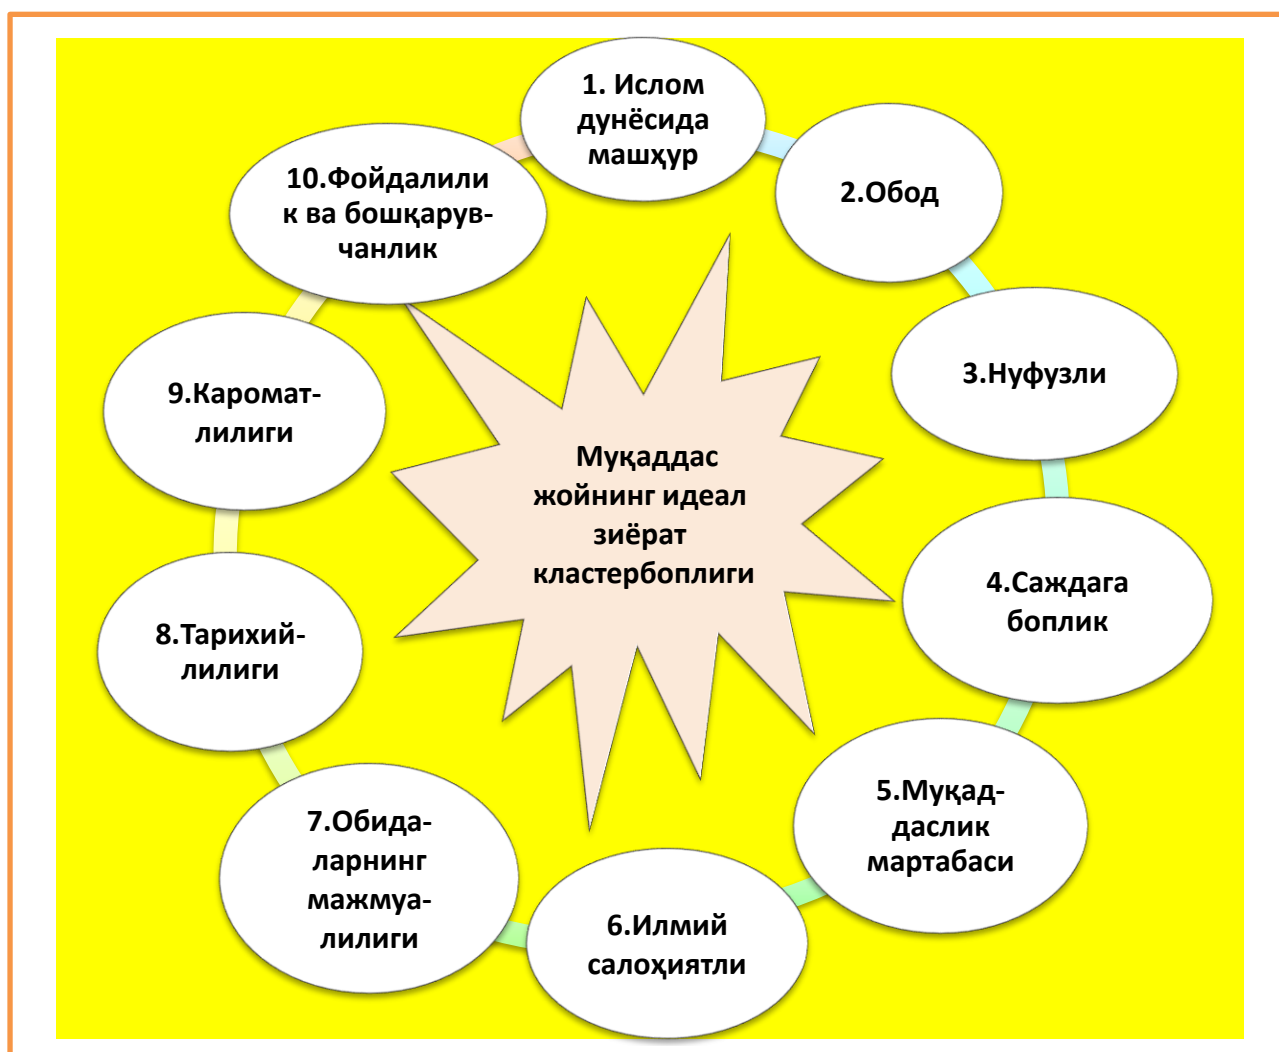 1. Ислом
дунёсида
машҳур
2.Обод
3.Нуфузли
4.Саждага
боплик
5.Муқад-
даслик
мартабаси
6.Илмий
салоҳиятли
7.Обида-
ларнинг
мажмуа-
лилиги
8.Тарихий-
лилиги
9.Каромат-
лилиги
10.Фойдалили
к ва бошқарув-
чанлик
Муқаддас
жойнинг идеал
зиёрат
кластербоплиги